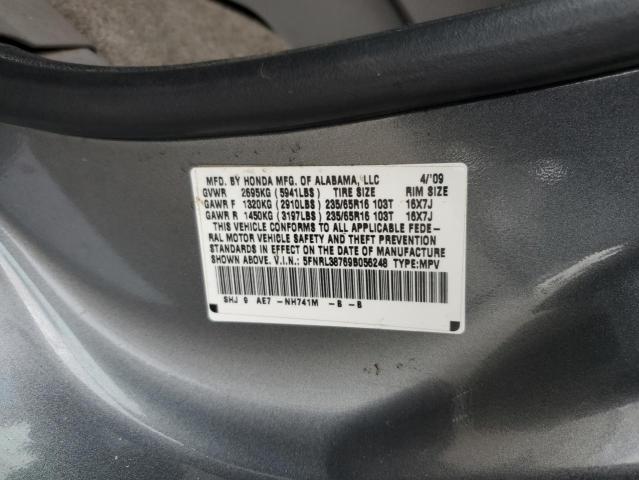 MFD. BY HONDA MFG. OF ALABAMA, LLC 4/'09
GVWR 2695KG (5941LBS) TIRE SIZE RIM SIZE
GAWR F 1320KG (2910LBS) 235/65R16 103T 16X7J
GAWR R 1450KG (3197LBS) 235/65R16 103T 16X7J
THIS VEHICLE CONFORMS TO ALL APPLICABLE FEDE-
RAL MOTOR VEHICLE SAFETY AND THEFT PREVENTION
STANDARDS IN EFFECT ON THE DATE OF MANUFACTURE
SHOWN ABOVE. V.I.N.: 5FNRL38769B056248 TYPE:MPV
SHJ 9 AE7 -NH741M -B -B